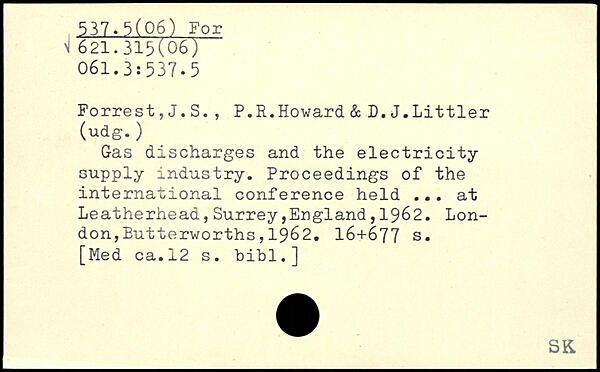 537.5(06) For
√ 621.315(06)
061.3:537.5
Forrest,J.S., P.R.Howard & D.J.Littler
(udg.)
Gas discharges and the electricity
supply industry. Proceedings of the
international conference held ... at
Leatherhead,Surrey,England,1962. Lon-
don,Butterworths,1962. 16+677 s.
[Med ca.12 s. bibl.]
SK